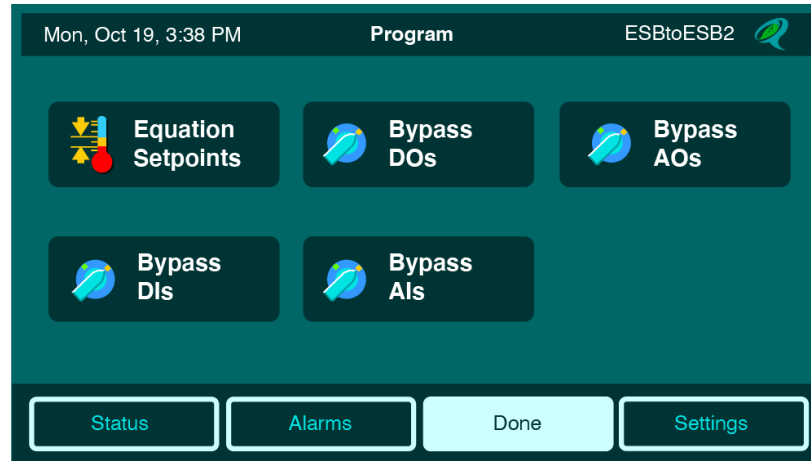 Mon, Oct 19, 3:38 PM Program ESBtoESB2
Equation
Setpoints
Bypass
DOs
Bypass
AOs
Bypass
DIs
Bypass
AIs
Status Alarms Done Settings